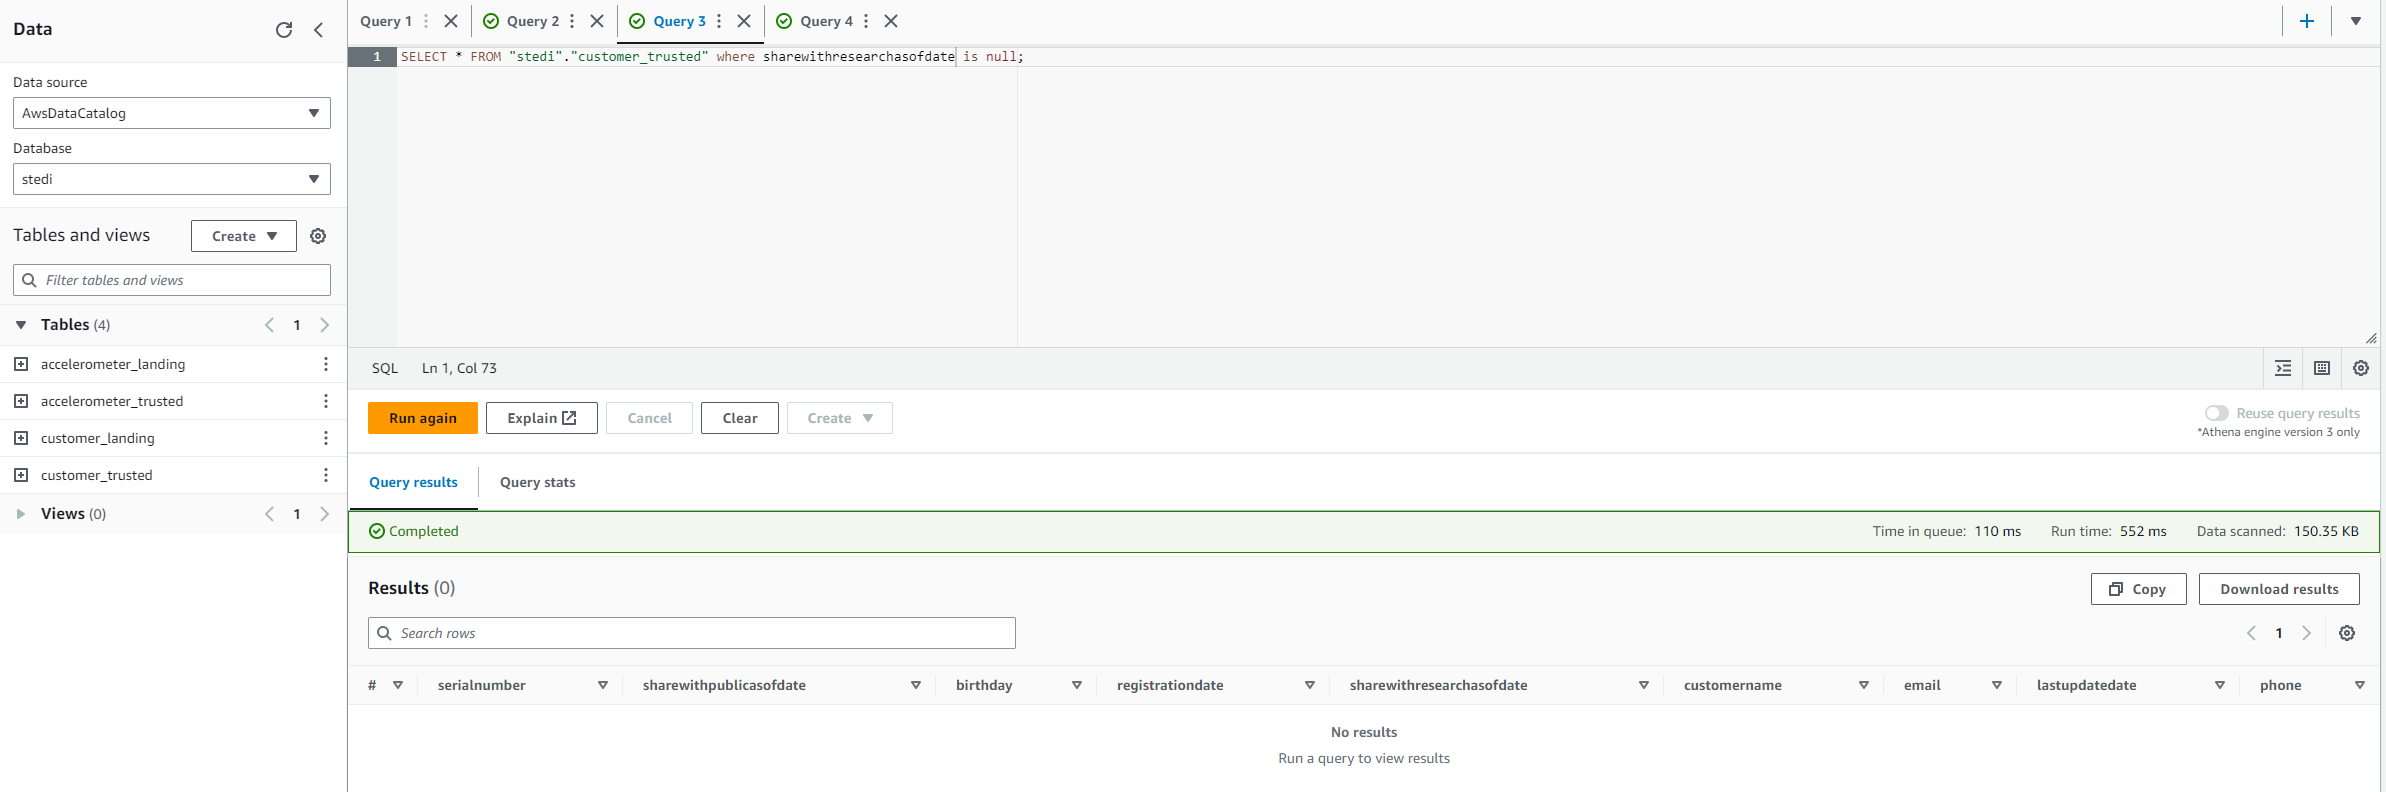 Data
Data source
AwsDataCatalog
Database
stedi
Tables and views
Create
Filter tables and views
Tables (4)
1
accelerometer_landing
accelerometer_trusted
customer_landing
customer_trusted
Views (0)
1
Query 1
Query 2
Query 3
Query 4
1 SELECT * FROM "stedi"."customer_trusted" where sharewithresearchasofdate is null;
SQL Ln 1, Col 73
Run again Explain Cancel Clear Create
Reuse query results
*Athena engine version 3 only
Query results Query stats
Completed Time in queue: 110 ms Run time: 552 ms Data scanned: 150.35 KB
Results (0)
Copy Download results
Search rows
1
# serialnumber sharewithpublicasofdate birthday registrationdate sharewithresearchasofdate customername email lastupdatedate phone
No results
Run a query to view results